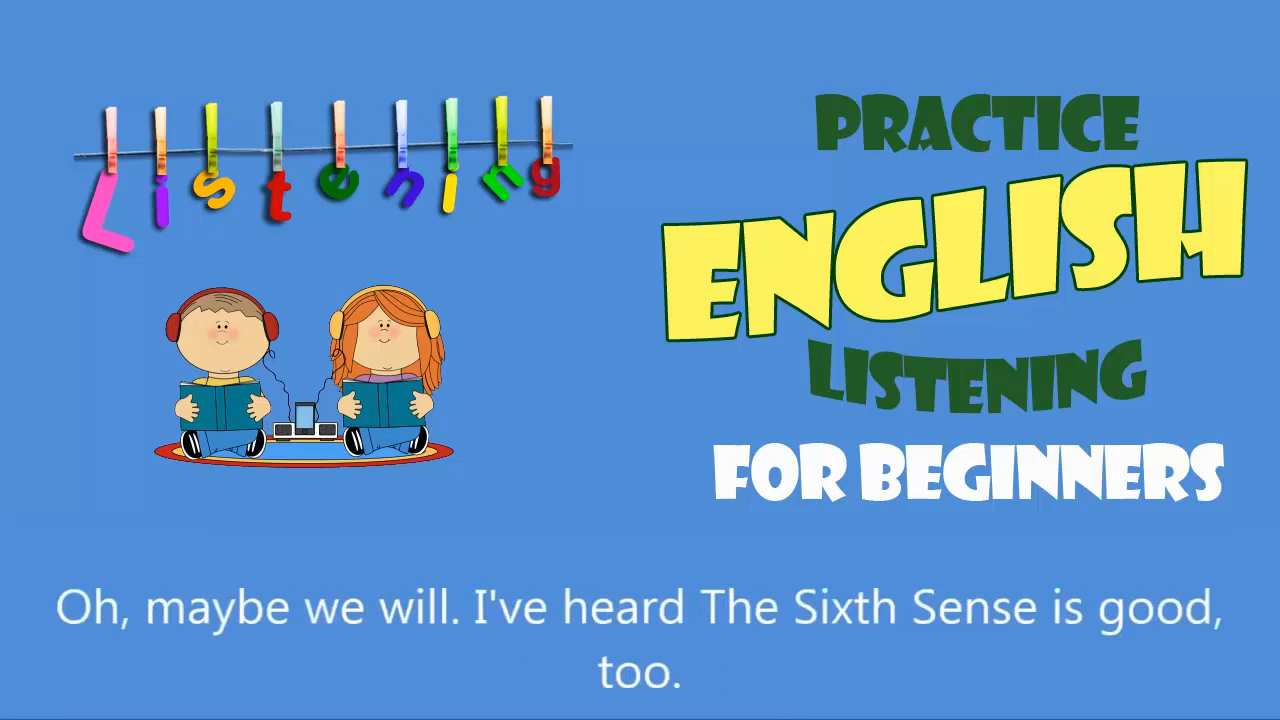 Listening
PRACTICE
ENGLISH
LISTENING
FOR BEGINNERS
Oh, maybe we will. I've heard The Sixth Sense is good,
too.